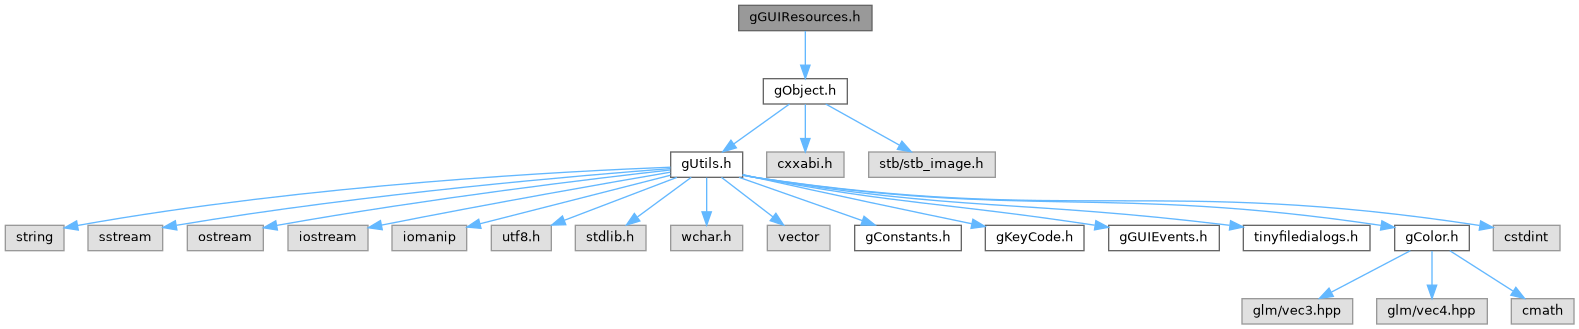 gGUIResources.h
gObject.h
gUtils.h
cxxabi.h
stb/stb_image.h
string
sstream
ostream
iostream
iomanip
utf8.h
stdlib.h
wchar.h
vector
gConstants.h
gKeyCode.h
gGUIEvents.h
tinyfiledialogs.h
gColor.h
cstdint
glm/vec3.hpp
glm/vec4.hpp
cmath